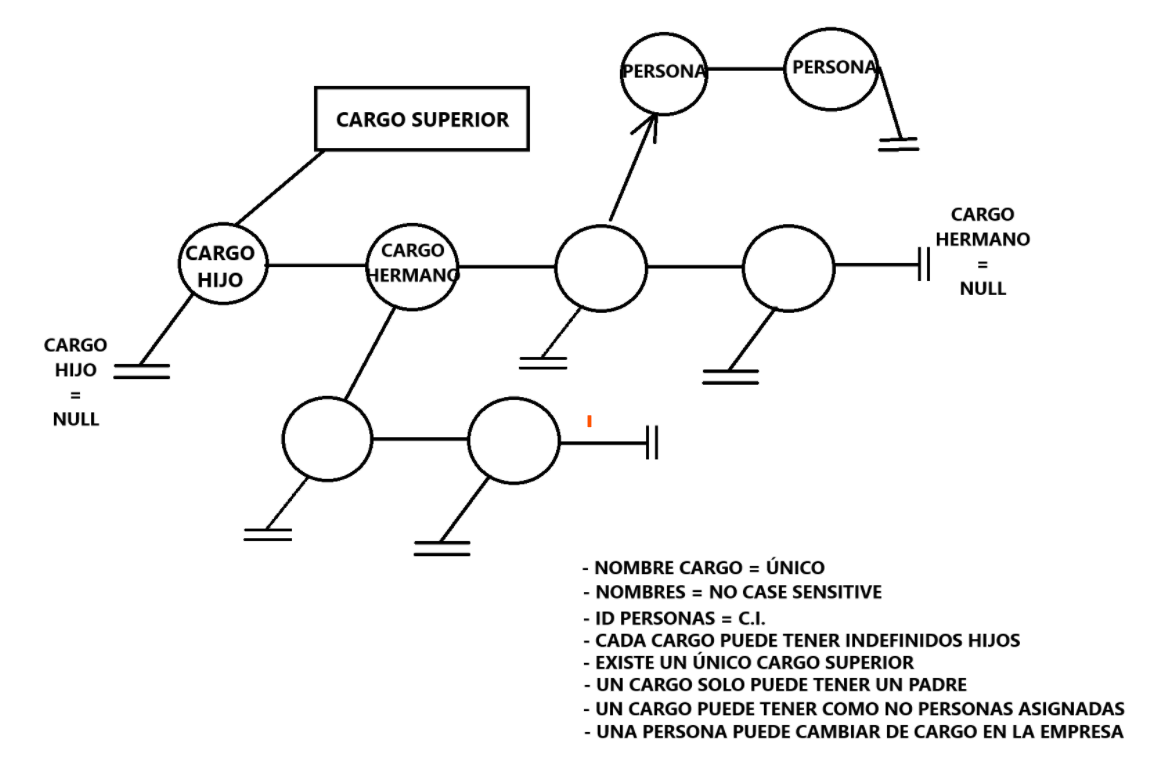 PERSONA
PERSONA
CARGO SUPERIOR
CARGO
HIJO
CARGO
HERMANO
CARGO
HERMANO
=
NULL
CARGO
HIJO
=
NULL
- NOMBRE CARGO = ÚNICO
- NOMBRES = NO CASE SENSITIVE
- ID PERSONAS = C.I.
- CADA CARGO PUEDE TENER INDEFINIDOS HIJOS
- EXISTE UN ÚNICO CARGO SUPERIOR
- UN CARGO SOLO PUEDE TENER UN PADRE
- UN CARGO PUEDE TENER COMO NO PERSONAS ASIGNADAS
- UNA PERSONA PUEDE CAMBIAR DE CARGO EN LA EMPRESA